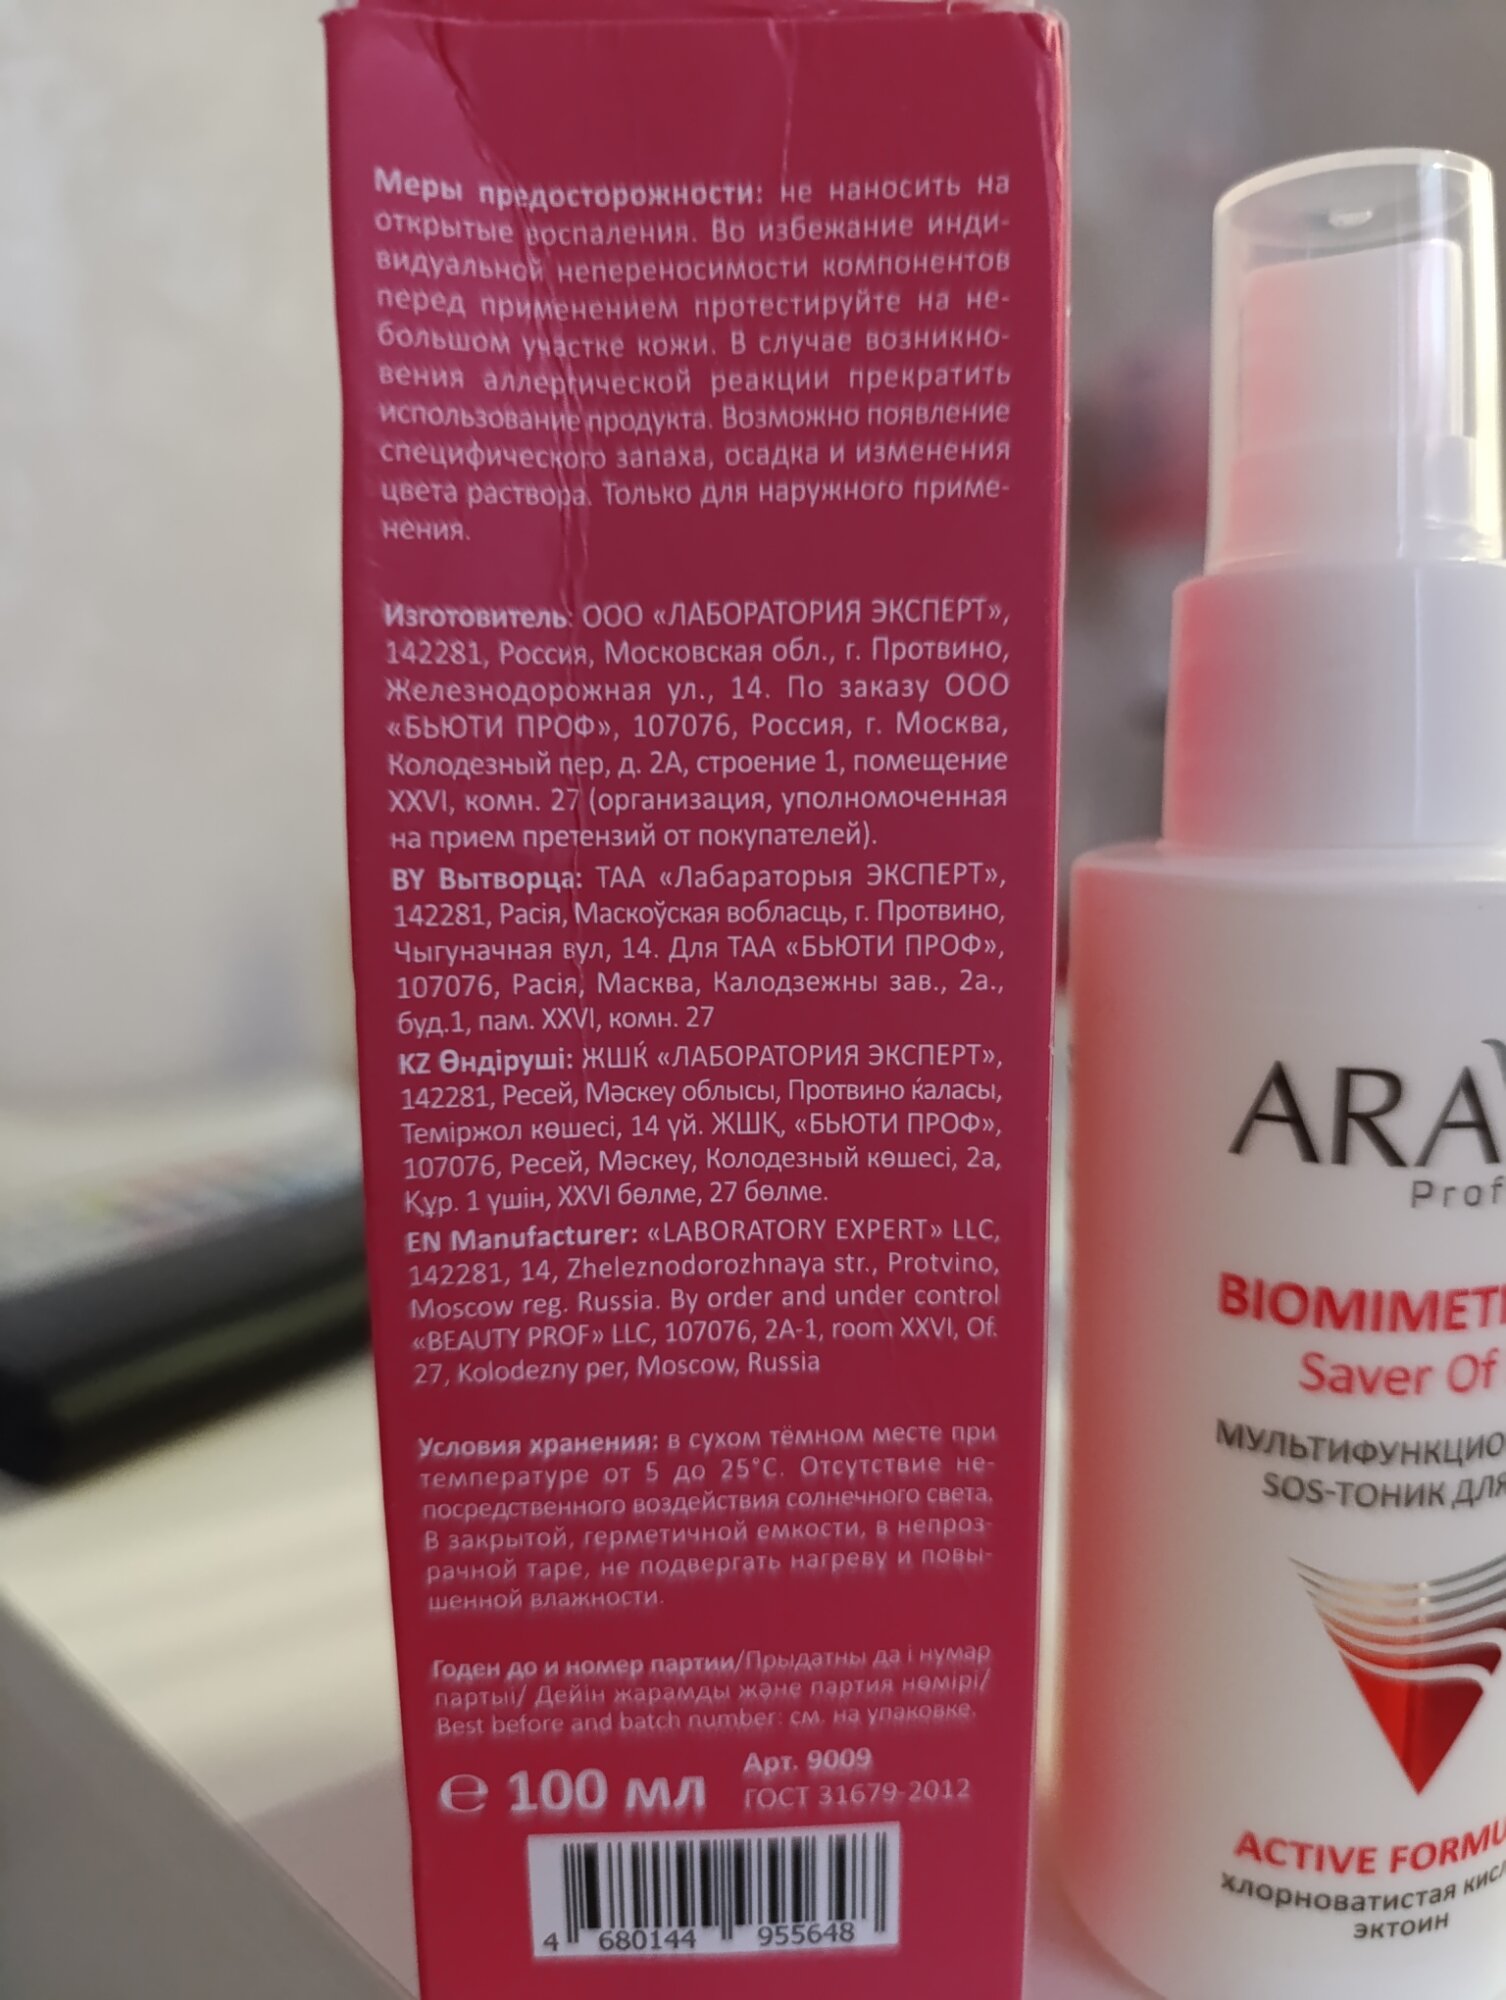 Меры предосторожности: не наносить на
открытые воспаления. Во избежание инди-
видуальной непереносимости компонентов
перед применением протестируйте на не-
большом участке кожи. В случае возникно-
вения аллергической реакции прекратить
использование продукта. Возможно появление
специфического запаха, осадка и изменения
цвета раствора. Только для наружного приме-
нения.
Изготовитель: ООО «ЛАБОРАТОРИЯ ЭКСПЕРТ»,
142281, Россия, Московская обл., г. Протвино,
Железнодорожная ул., 14. По заказу ООО
«БЬЮТИ ПРОФ», 107076, Россия, г. Москва,
Колодезный пер, д. 2А, строение 1, помещение
XXVI, комн. 27 (организация, уполномоченная
на прием претензий от покупателей).
BY Вытворца: ТАА «Лабараторыя ЭКСПЕРТ»,
142281, Расія, Маскоўская вобласць, г. Протвино,
Чыгуначная вул, 14. Для ТАА «БЬЮТИ ПРОФ»,
107076, Расія, Масква, Калодзежны зав., 2а.,
буд.1, пам. XXVI, комн. 27
KZ Өндіруші: ЖШЌ «ЛАБОРАТОРИЯ ЭКСПЕРТ»,
142281, Ресей, Мәскеу облысы, Протвино ќаласы,
Теміржол көшесі, 14 үй. ЖШҚ, «БЬЮТИ ПРОФ»,
107076, Ресей, Мәскеу, Колодезный көшесі, 2а,
Құр. 1 үшін, XXVI бөлме, 27 бөлме.
EN Manufacturer: «LABORATORY EXPERT» LLC,
142281, 14, Zheleznodorozhnaya str., Protvino,
Moscow reg. Russia. By order and under control
«BEAUTY PROF» LLC, 107076, 2A-1, room XXVI, Of.
27, Kolodezny per, Moscow, Russia
Условия хранения: в сухом тёмном месте при
температуре от 5 до 25°С. Отсутствие не-
посредственного воздействия солнечного света.
В закрытой, герметичной емкости, в непроз-
рачной таре, не подвергать нагреву и повы-
шенной влажности.
Годен до и номер партии/Прыдатны да і нумар
партыі/ Дейін жарамды және партия нөмірі/
Best before and batch number: см. на упаковке.
℮ 100 мл
Арт. 9009
ГОСТ 31679-2012
4 680144 955648
ARA
Prof
BIOMIMETI
Saver Of
МУЛЬТИФУНКЦИО
SOS-ТОНИК ДЛЯ
ACTIVE FORMU
хлорноватистая кисл
эктоин